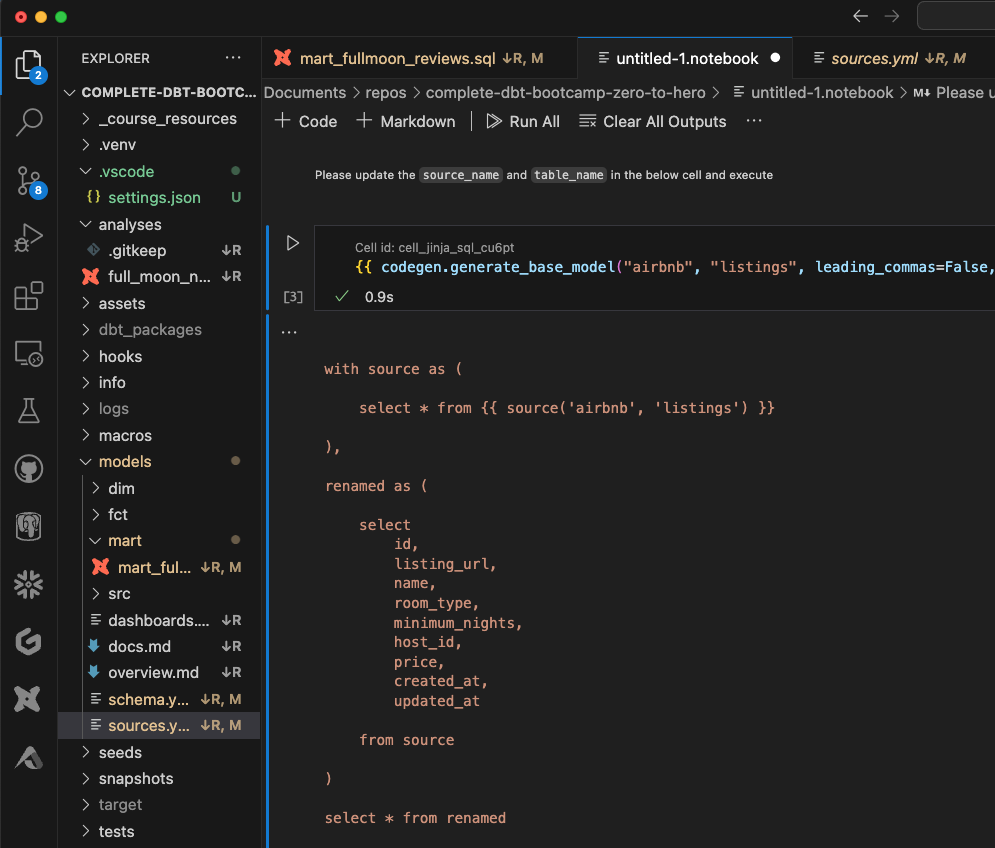 2
8
EXPLORER ...
COMPLETE-DBT-BOOTC...
_course_resources
.venv
.vscode
{} settings.json U
analyses
.gitkeep ↓R
full_moon_n... ↓R
assets
dbt_packages
hooks
info
logs
macros
models
dim
fct
mart
mart_ful... ↓R, M
src
dashboards.... ↓R
docs.md ↓R
overview.md ↓R
schema.y... ↓R, M
sources.y... ↓R, M
seeds
snapshots
target
tests
mart_fullmoon_reviews.sql ↓R, M
untitled-1.notebook ●
sources.yml ↓R, M
Documents > repos > complete-dbt-bootcamp-zero-to-hero > untitled-1.notebook > M↓ Please u
+ Code + Markdown | Run All Clear All Outputs ...
Please update the source_name and table_name in the below cell and execute
Cell id: cell_jinja_sql_cu6pt
{{ codegen.generate_base_model("airbnb", "listings", leading_commas=False,
[3] ✓ 0.9s
...
with source as (
select * from {{ source('airbnb', 'listings') }}
),
renamed as (
select
id,
listing_url,
name,
room_type,
minimum_nights,
host_id,
price,
created_at,
updated_at
from source
)
select * from renamed